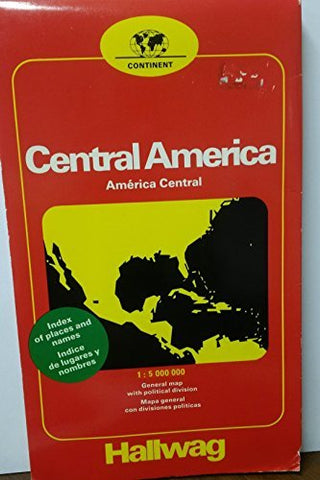 CONTINENT
Central America
América Central
Index
of places and
names
Indice
de lugares y
nombres
1 : 5 000 000
General map
with political division
Mapa general
con divisiones políticas
Hallwag